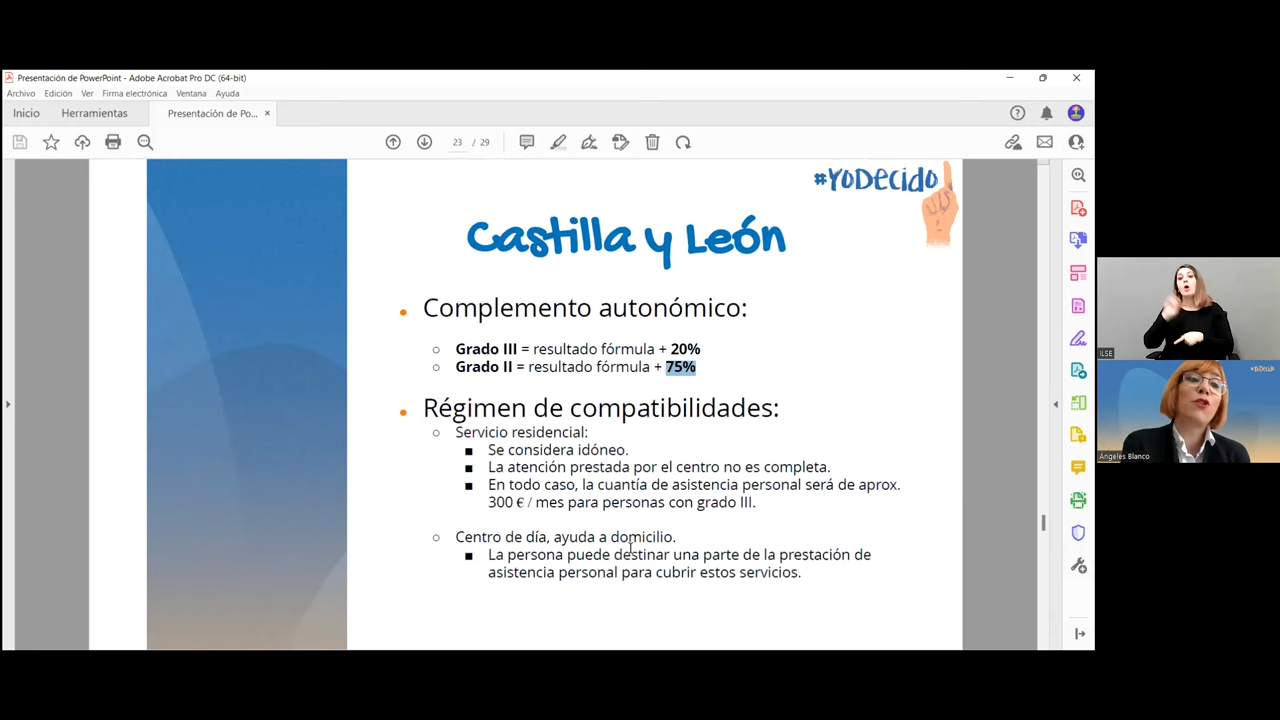 Presentación de PowerPoint - Adobe Acrobat Pro DC (64-bit)
Archivo Edición Ver Firma electrónica Ventana Ayuda
Inicio Herramientas Presentación de Po... ×
23 / 29
#YoDecido
Castilla y León
• Complemento autonómico:
○ Grado III = resultado fórmula + 20%
○ Grado II = resultado fórmula + 75%
• Régimen de compatibilidades:
○ Servicio residencial:
■ Se considera idóneo.
■ La atención prestada por el centro no es completa.
■ En todo caso, la cuantía de asistencia personal será de aprox.
300 € / mes para personas con grado III.
○ Centro de día, ayuda a domicilio.
■ La persona puede destinar una parte de la prestación de
asistencia personal para cubrir estos servicios.
ILSE
#YoDecido
Ángeles Blanco